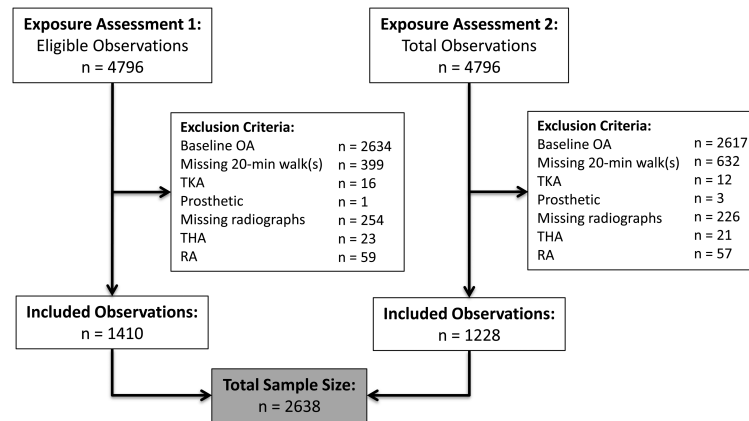 Exposure Assessment 1:
Eligible Observations
n = 4796
Exposure Assessment 2:
Total Observations
n = 4796
Exclusion Criteria:
Baseline OA n = 2634
Missing 20-min walk(s) n = 399
TKA n = 16
Prosthetic n = 1
Missing radiographs n = 254
THA n = 23
RA n = 59
Exclusion Criteria:
Baseline OA n = 2617
Missing 20-min walk(s) n = 632
TKA n = 12
Prosthetic n = 3
Missing radiographs n = 226
THA n = 21
RA n = 57
Included Observations:
n = 1410
Included Observations:
n = 1228
Total Sample Size:
n = 2638